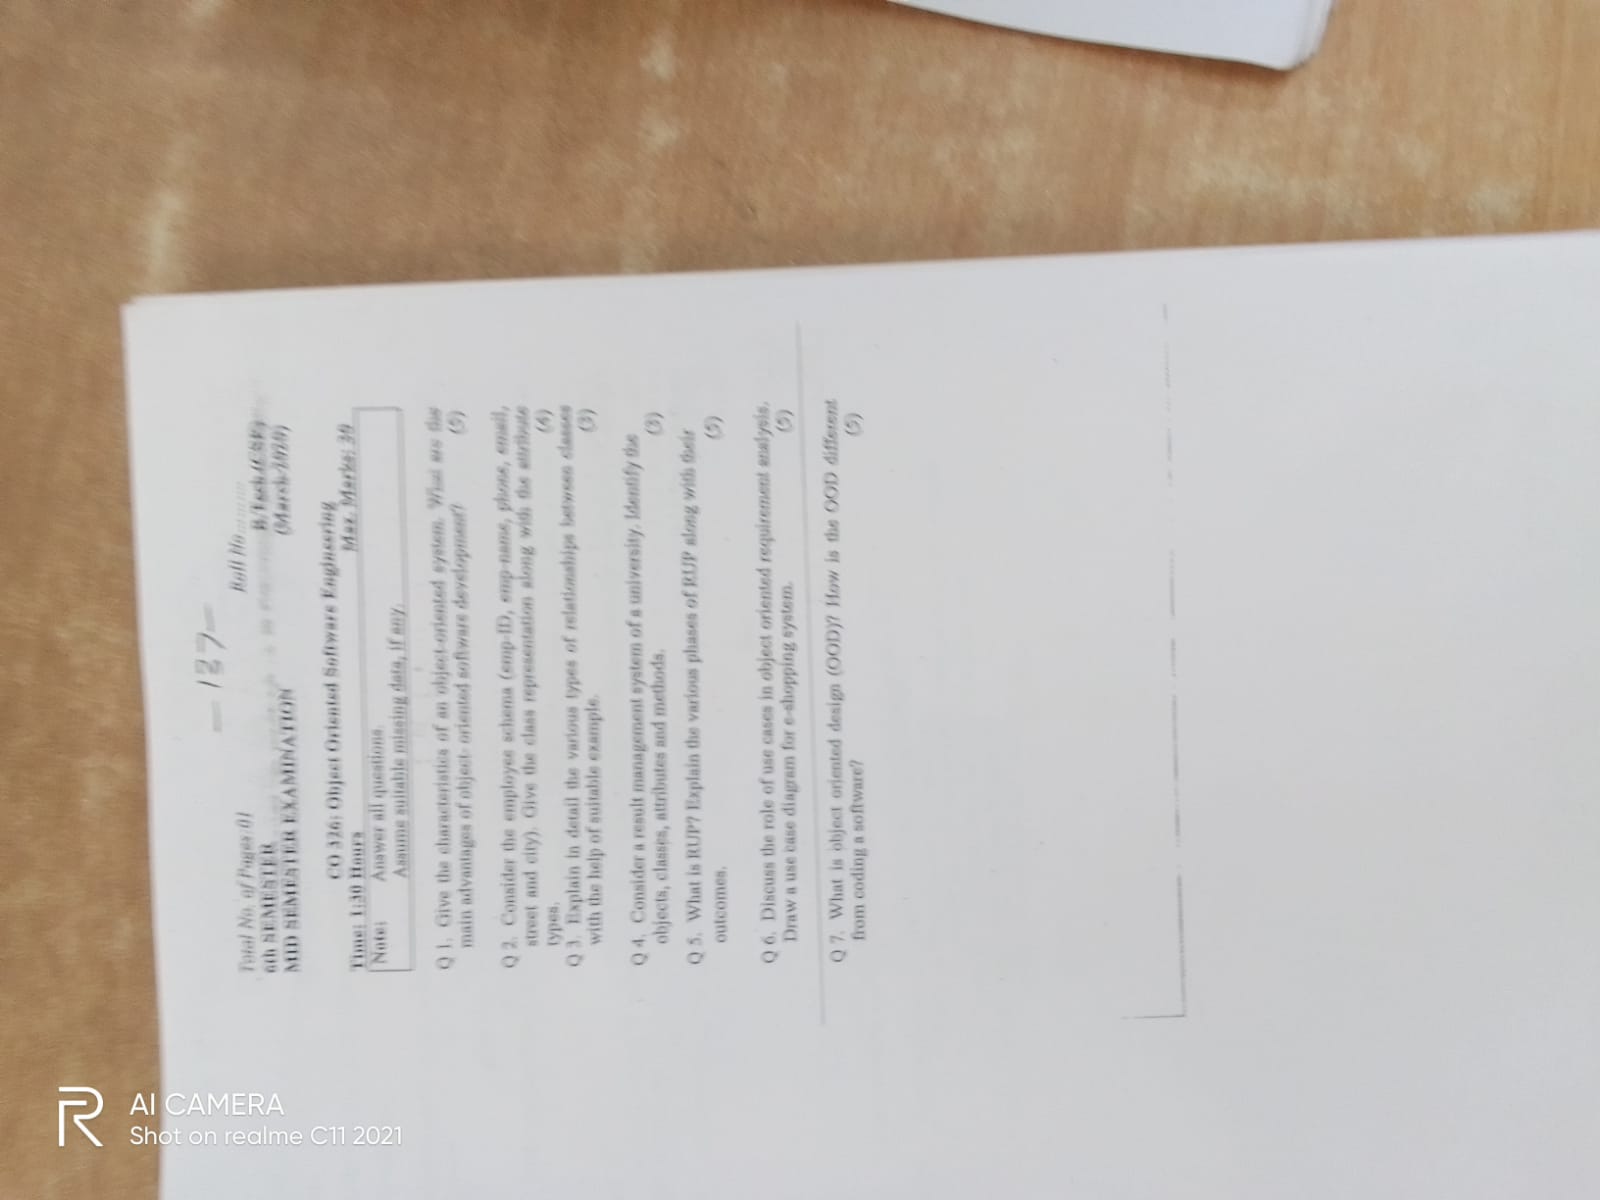 - 137 -
Total No. of Pages:01 Roll No..........
6th SEMESTER B.Tech.(CSE)
MID SEMESTER EXAMINATION (March-
CO 326: Object Oriented Software Engineering
Time: 1:30 Hours Max. Marks: 30
Note: Answer all questions.
Assume suitable missing data, if any.
Q 1. Give the characteristics of an object-oriented system. What are the
main advantages of object- oriented software development? (5)
Q 2. Consider the employee schema (emp-ID, emp-name, phone, email,
street and city). Give the class representation along with the attribute
types. (4)
Q 3. Explain in detail the various types of relationships between classes
with the help of suitable example. (3)
Q 4. Consider a result management system of a university. Identify the
objects, classes, attributes and methods. (3)
Q 5. What is RUP? Explain the various phases of RUP along with their
outcomes. (5)
Q 6. Discuss the role of use cases in object oriented requirement analysis.
Draw a use case diagram for e-shopping system. (5)
Q 7. What is object oriented design (OOD)? How is the OOD different
from coding a software? (5)
AI CAMERA
Shot on realme C11 2021